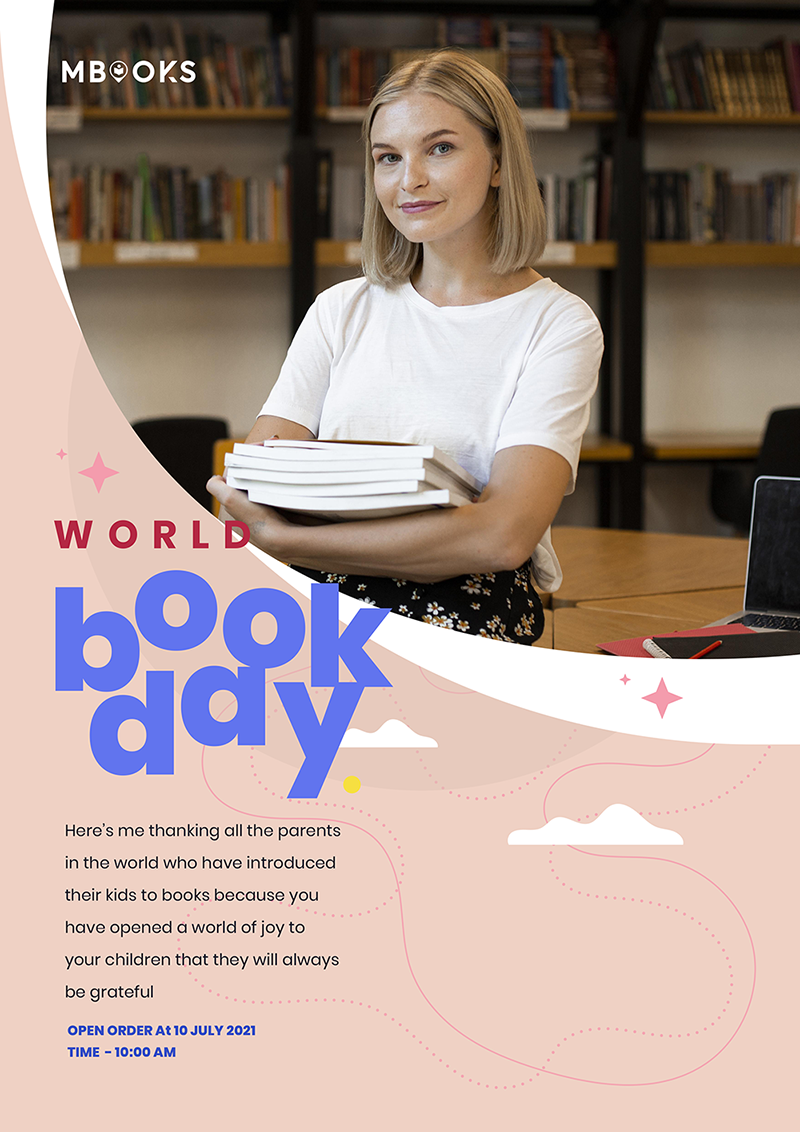 MBOOKS
WORLD
book
day.
Here's me thanking all the parents
in the world who have introduced
their kids to books because you
have opened a world of joy to
your children that they will always
be grateful
OPEN ORDER At 10 JULY 2021
TIME - 10:00 AM